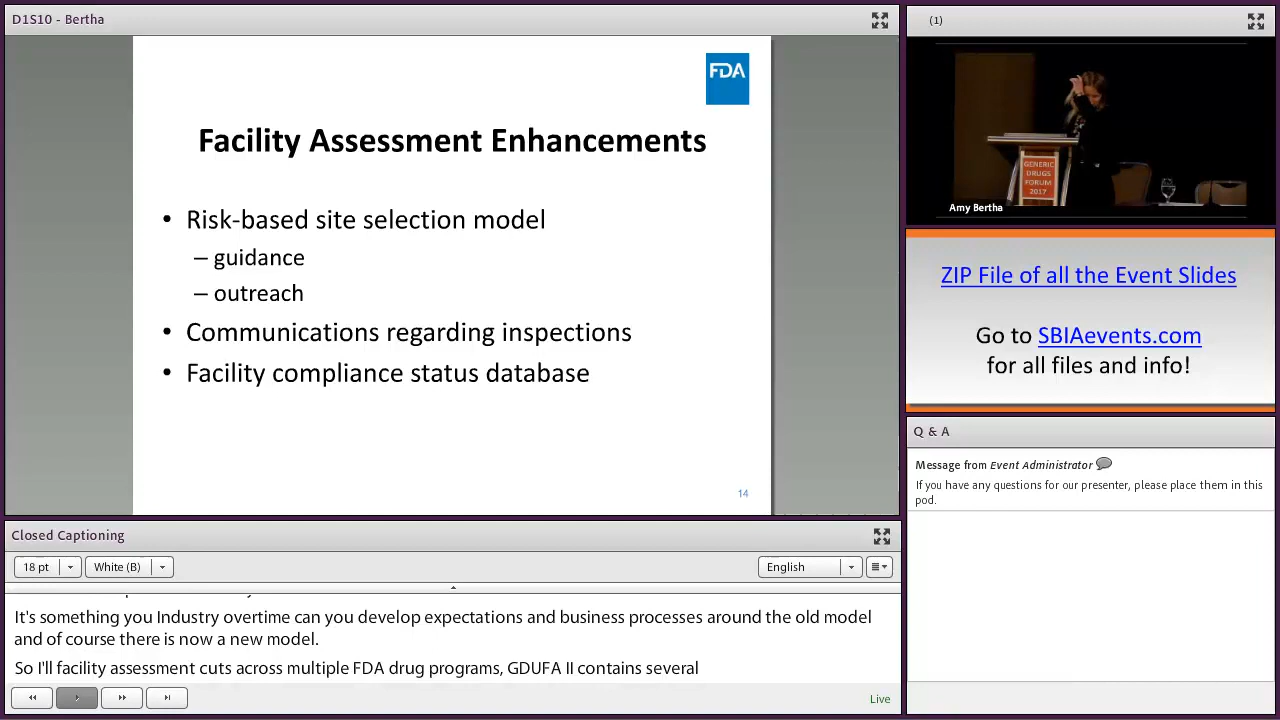 D1S10 - Bertha
FDA
Facility Assessment Enhancements
• Risk-based site selection model
– guidance
– outreach
• Communications regarding inspections
• Facility compliance status database
14
(1)
GENERIC
DRUGS
FORUM
2017
Amy Bertha
ZIP File of all the Event Slides
Go to SBIAevents.com
for all files and info!
Q & A
Message from Event Administrator
If you have any questions for our presenter, please place them in this
pod.
Closed Captioning
18 pt
White (B)
English
It's something you Industry overtime can you develop expectations and business processes around the old model
and of course there is now a new model.
So I'll facility assessment cuts across multiple FDA drug programs, GDUFA II contains several
Live